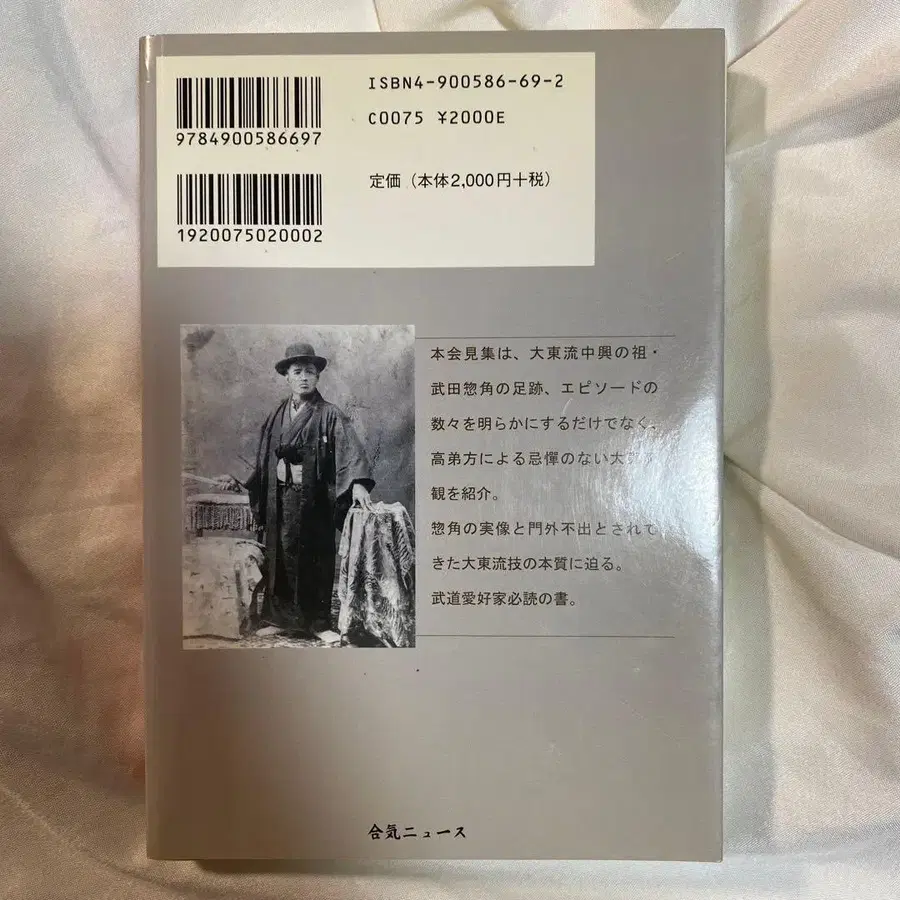 ISBN4-900586-69-2
C0075 ¥2000E
9784900586697
定価（本体2,000円＋税）
1920075020002
本会見集は、大東流中興の祖・
武田惣角の足跡、エピソードの
数々を明らかにするだけでなく、
高弟方による忌憚のない大東流
観を紹介。
惣角の実像と門外不出とされて
きた大東流技の本質に迫る。
武道愛好家必読の書。
合気ニュース